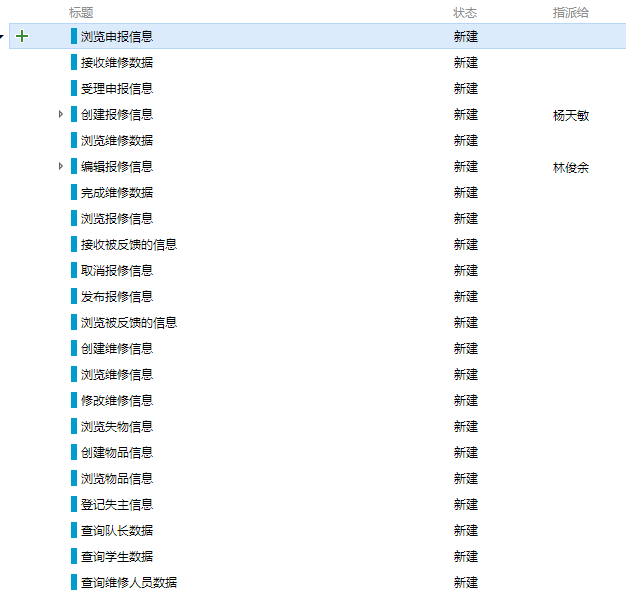 标题 状态 指派给
浏览申报信息 新建
接收维修数据 新建
受理申报信息 新建
创建报修信息 新建 杨天敏
浏览维修数据 新建
编辑报修信息 新建 林俊余
完成维修数据 新建
浏览报修信息 新建
接收被反馈的信息 新建
取消报修信息 新建
发布报修信息 新建
浏览被反馈的信息 新建
创建维修信息 新建
浏览维修信息 新建
修改维修信息 新建
浏览失物信息 新建
创建物品信息 新建
浏览物品信息 新建
登记失主信息 新建
查询队长数据 新建
查询学生数据 新建
查询维修人员数据 新建